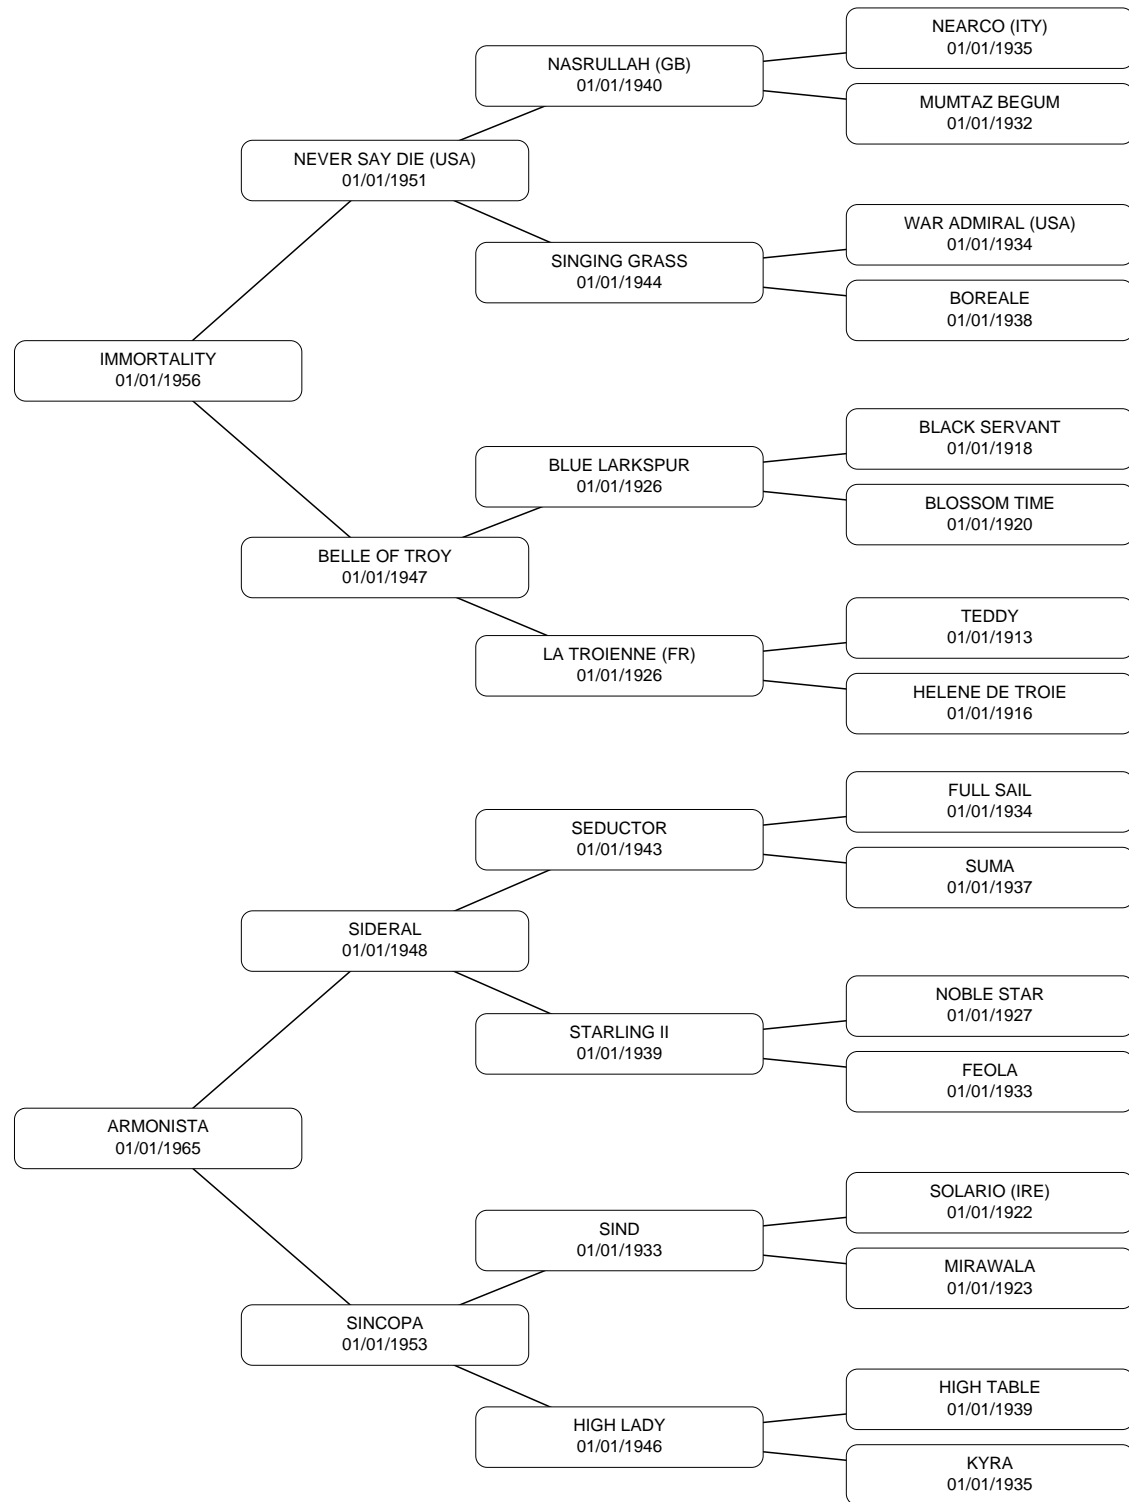 NEARCO (ITY)
01/01/1935
NASRULLAH (GB)
01/01/1940
MUMTAZ BEGUM
01/01/1932
NEVER SAY DIE (USA)
01/01/1951
WAR ADMIRAL (USA)
01/01/1934
SINGING GRASS
01/01/1944
BOREALE
01/01/1938
IMMORTALITY
01/01/1956
BLACK SERVANT
01/01/1918
BLUE LARKSPUR
01/01/1926
BLOSSOM TIME
01/01/1920
BELLE OF TROY
01/01/1947
TEDDY
01/01/1913
LA TROIENNE (FR)
01/01/1926
HELENE DE TROIE
01/01/1916
FULL SAIL
01/01/1934
SEDUCTOR
01/01/1943
SUMA
01/01/1937
SIDERAL
01/01/1948
NOBLE STAR
01/01/1927
STARLING II
01/01/1939
FEOLA
01/01/1933
ARMONISTA
01/01/1965
SOLARIO (IRE)
01/01/1922
SIND
01/01/1933
MIRAWALA
01/01/1923
SINCOPA
01/01/1953
HIGH TABLE
01/01/1939
HIGH LADY
01/01/1946
KYRA
01/01/1935